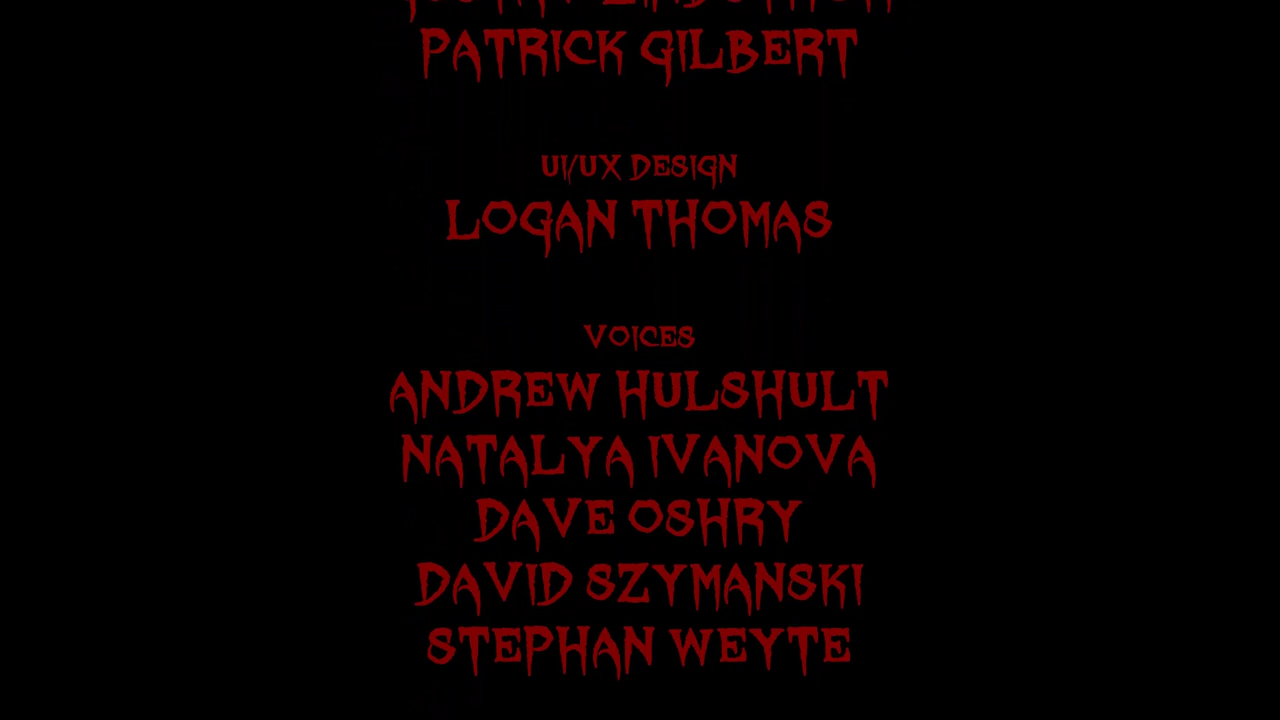 PATRICK GILBERT
UI/UX DESIGN
LOGAN THOMAS
VOICES
ANDREW HULSHULT
NATALYA IVANOVA
DAVE OSHRY
DAVID SZYMANSKI
STEPHAN WEYTE